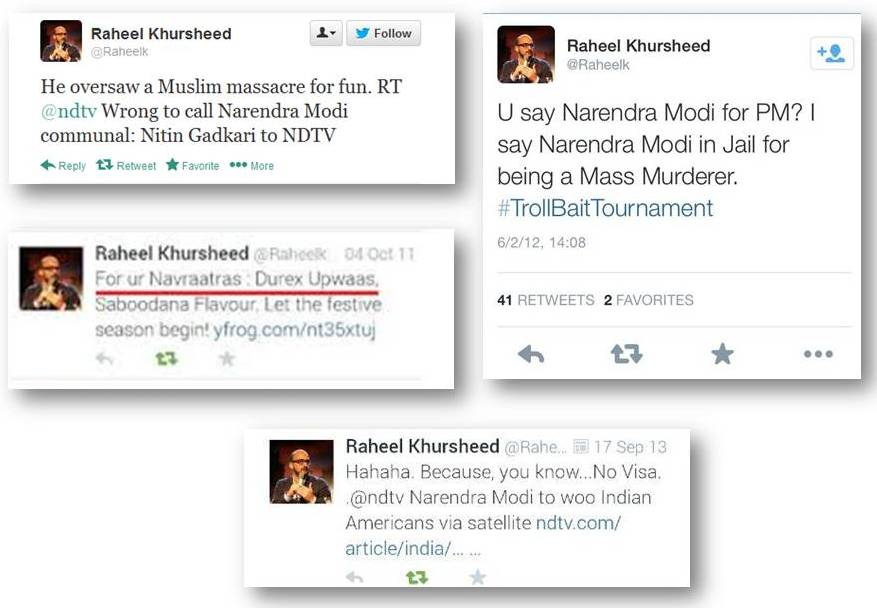 Raheel Khursheed
@Raheelk
Follow
He oversaw a Muslim massacre for fun. RT
@ndtv Wrong to call Narendra Modi
communal: Nitin Gadkari to NDTV
Reply Retweet Favorite ••• More
Raheel Khursheed
@Raheelk
U say Narendra Modi for PM? I
say Narendra Modi in Jail for
being a Mass Murderer.
#TrollBaitTournament
6/2/12, 14:08
41 RETWEETS 2 FAVORITES
Raheel Khursheed @Raheelk 04 Oct 11
For ur Navraatras : Durex Upwaas,
Saboodana Flavour. Let the festive
season begin! yfrog.com/nt35xtuj
Raheel Khursheed @Rahe... 17 Sep 13
Hahaha. Because, you know...No Visa.
.@ndtv Narendra Modi to woo Indian
Americans via satellite ndtv.com/
article/india/... ...